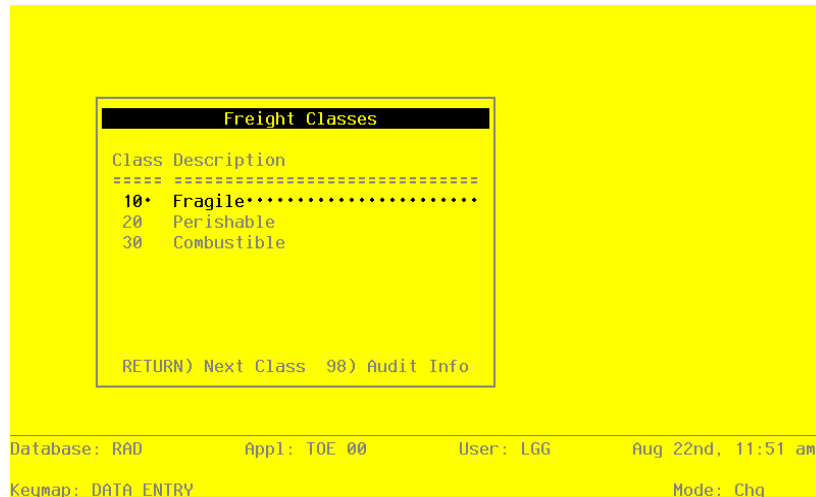 Freight Classes
Class Description
===== ==============================
10· Fragile·······················
20 Perishable
30 Combustible
RETURN) Next Class 98) Audit Info
Database: RAD Appl: TOE 00 User: LGG Aug 22nd, 11:51 am
Keymap: DATA ENTRY Mode: Chg